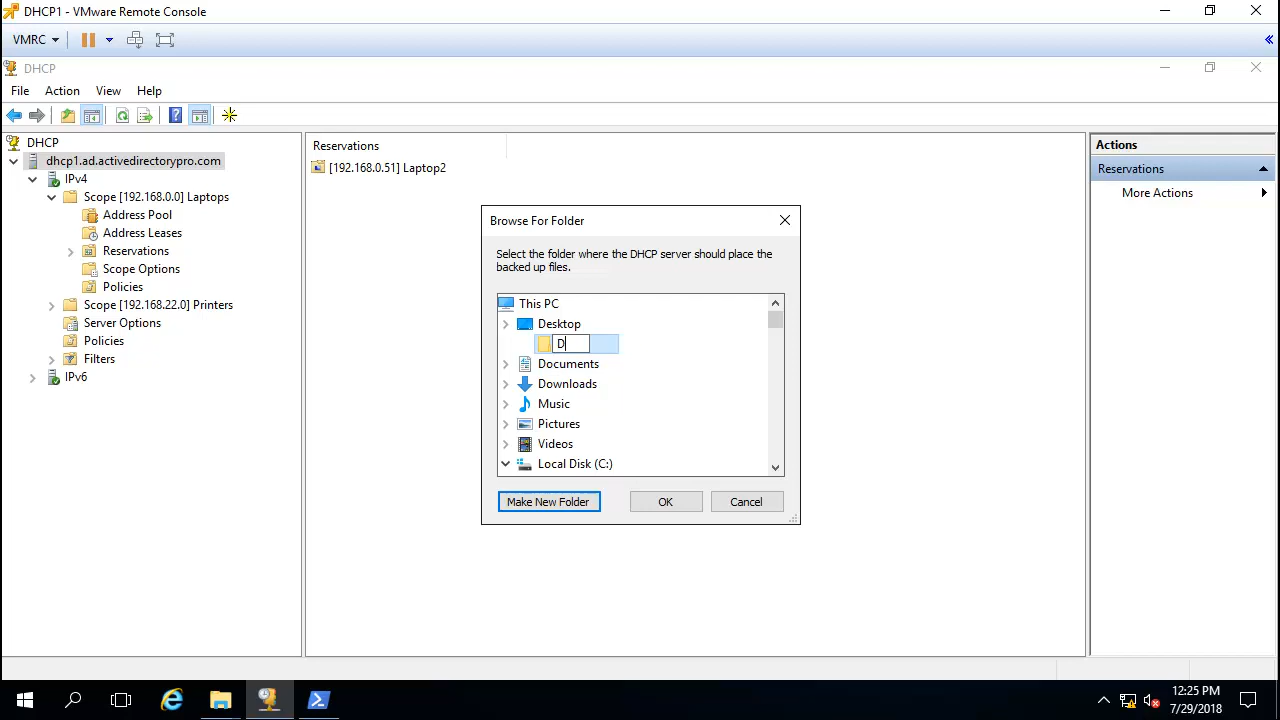 DHCP1 - VMware Remote Console
VMRC
DHCP
File Action View Help
DHCP
dhcp1.ad.activedirectorypro.com
IPv4
Scope [192.168.0.0] Laptops
Address Pool
Address Leases
Reservations
Scope Options
Policies
Scope [192.168.22.0] Printers
Server Options
Policies
Filters
IPv6
Reservations
[192.168.0.51] Laptop2
Browse For Folder
Select the folder where the DHCP server should place the
backed up files.
This PC
Desktop
D
Documents
Downloads
Music
Pictures
Videos
Local Disk (C:)
Make New Folder OK Cancel
Actions
Reservations
More Actions
12:25 PM
7/29/2018